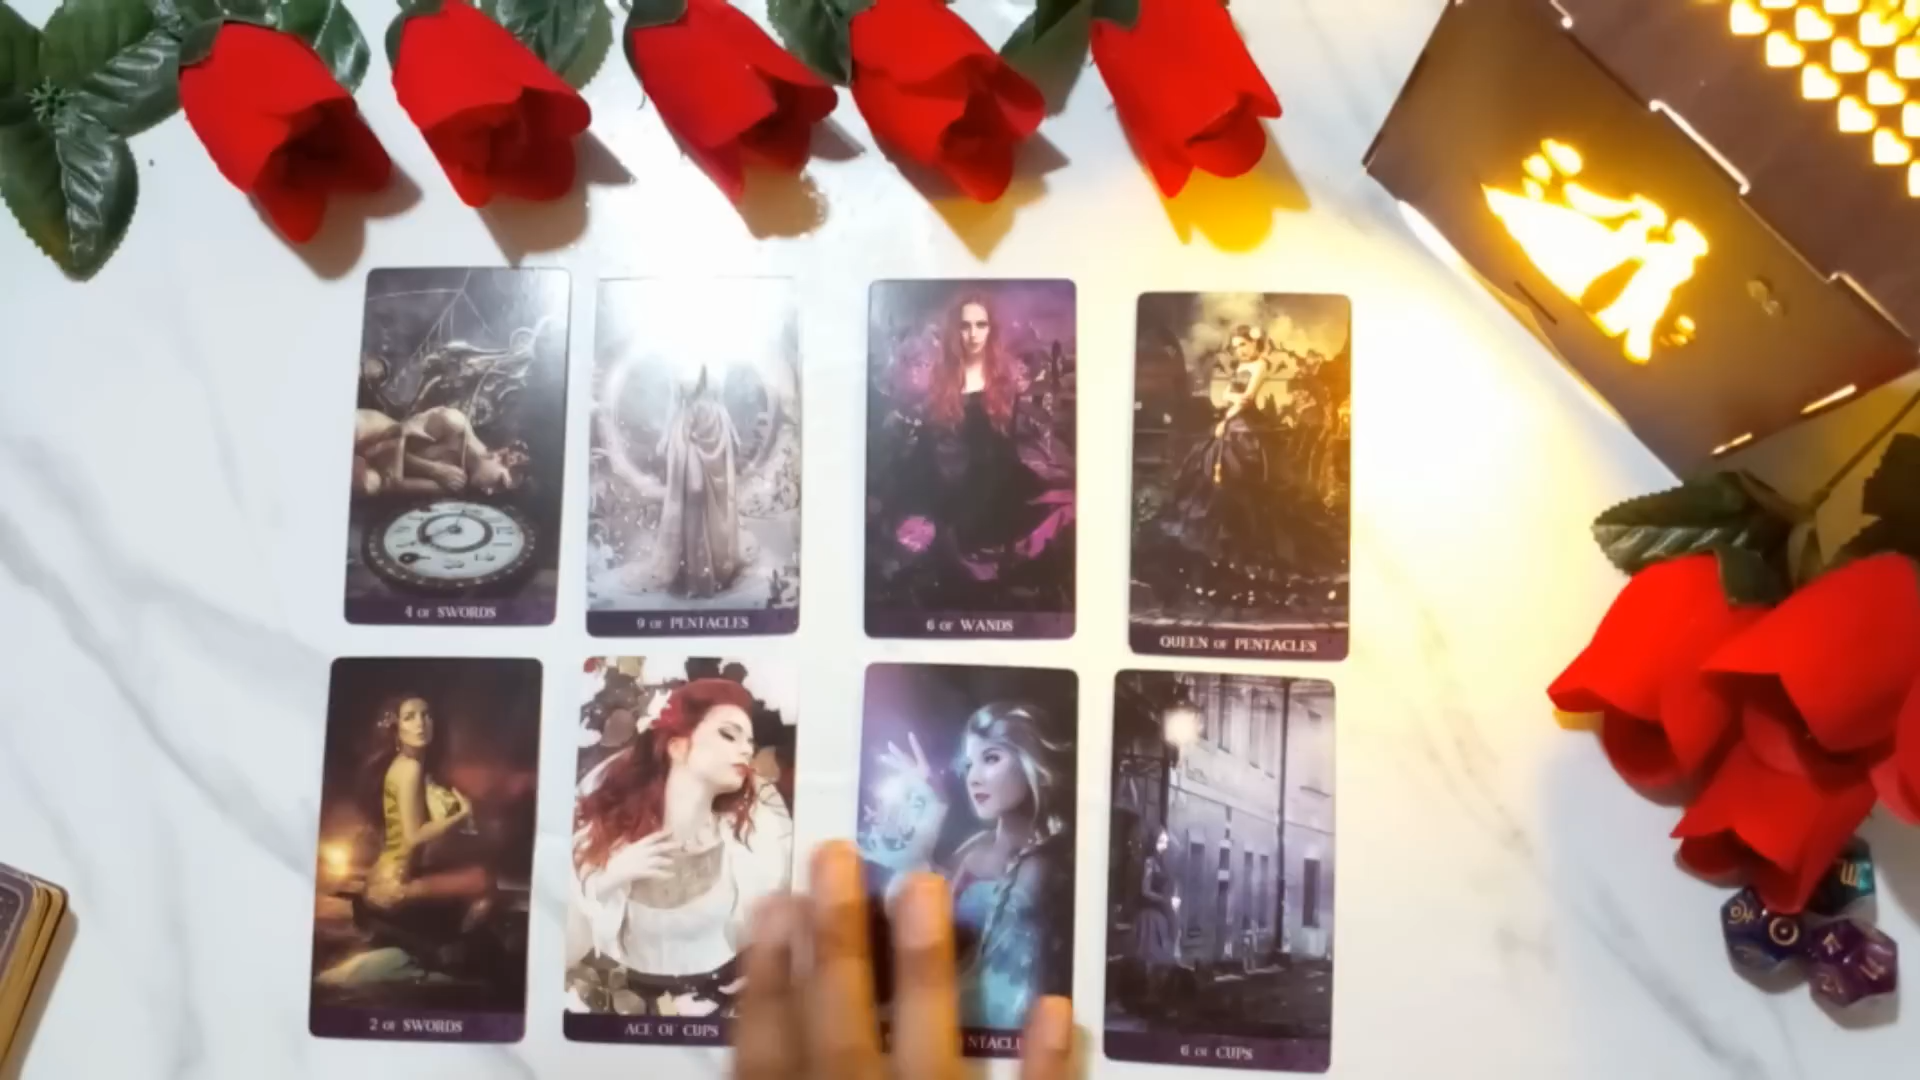 4 OF SWORDS
9 OF PENTACLES
6 OF WANDS
QUEEN OF PENTACLES
2 OF SWORDS
ACE OF CUPS
NTACL
6 OF CUPS